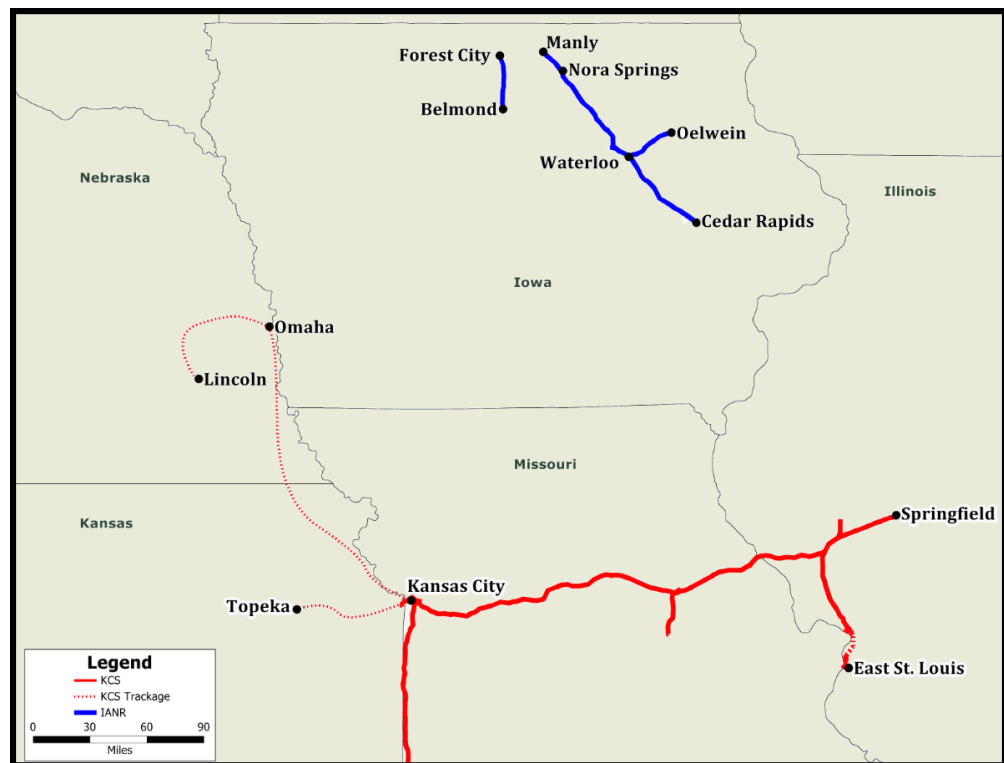 Manly
Forest City
Nora Springs
Belmond
Oelwein
Waterloo
Nebraska
Illinois
Cedar Rapids
Iowa
Omaha
Lincoln
Missouri
Springfield
Kansas
Kansas City
Topeka
East St. Louis
Legend
KCS
KCS Trackage
IANR
0 30 60 90
Miles